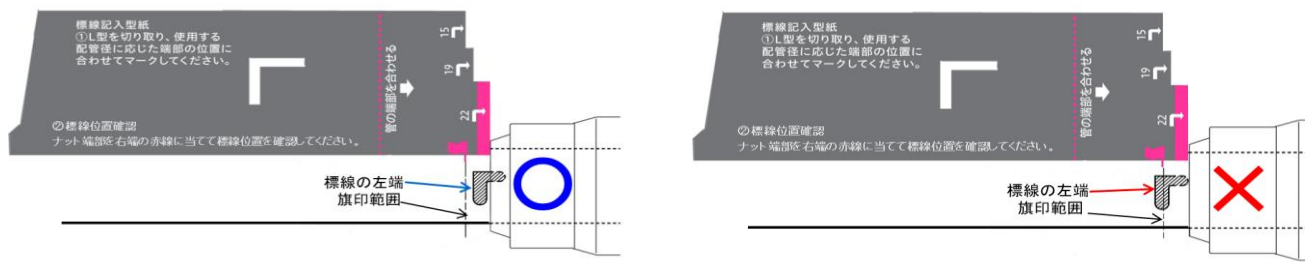 標線記入型紙
①L型を切り取り、使用する
配管径に応じた端部の位置に
合わせてマークしてください。
管の端部を合わせる
15
19
22
②標線位置確認
ナット端部を右端の赤線に当てて標線位置を確認してください。
標線の左端
旗印範囲
標線記入型紙
①L型を切り取り、使用する
配管径に応じた端部の位置に
合わせてマークしてください。
管の端部を合わせる
15
19
22
②標線位置確認
ナット端部を右端の赤線に当てて標線位置を確認してください。
標線の左端
旗印範囲